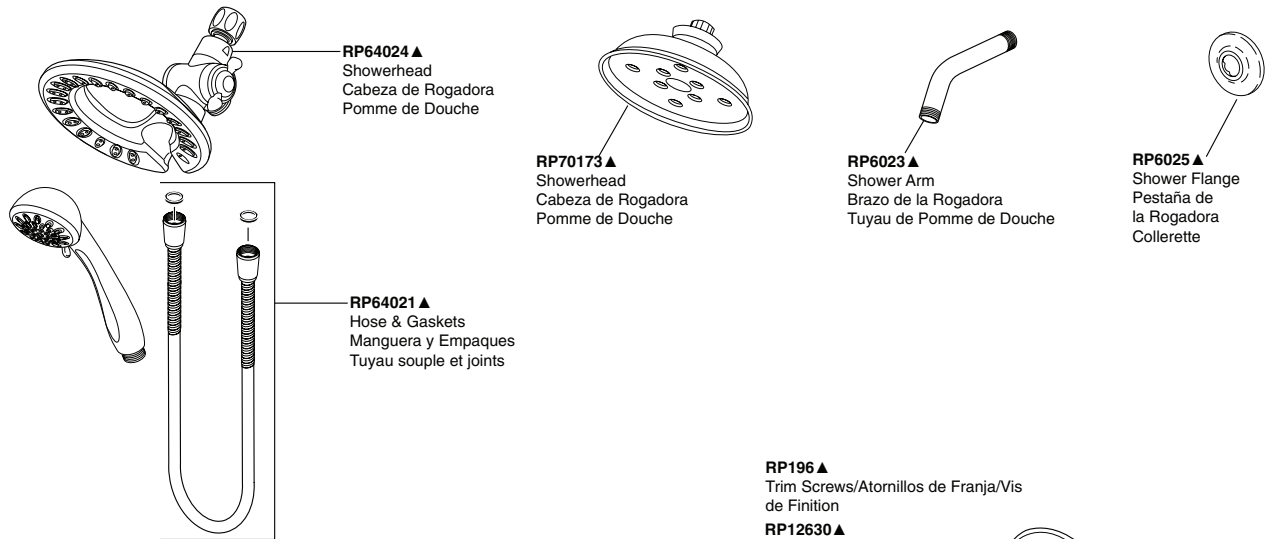 RP64024▲
Showerhead
Cabeza de Rogadora
Pomme de Douche
RP70173▲
Showerhead
Cabeza de Rogadora
Pomme de Douche
RP6023▲
Shower Arm
Brazo de la Rogadora
Tuyau de Pomme de Douche
RP6025▲
Shower Flange
Pestaña de
la Rogadora
Collerette
RP64021▲
Hose & Gaskets
Manguera y Empaques
Tuyau souple et joints
RP196▲
Trim Screws/Atornillos de Franja/Vis
de Finition
RP12630▲